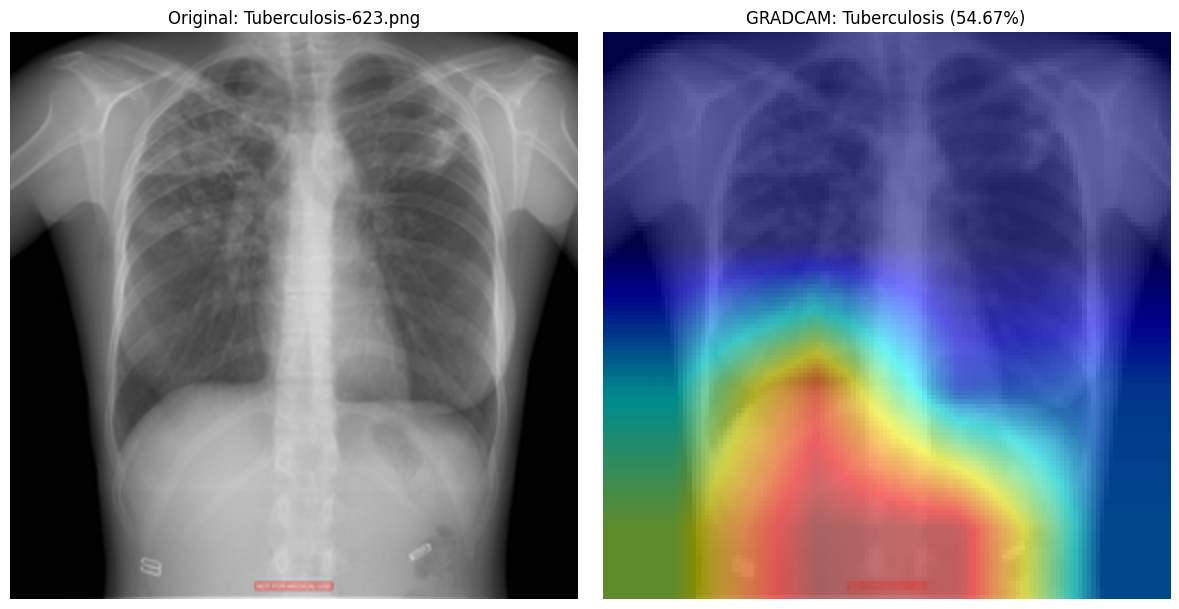 Original: Tuberculosis-623.png
GRADCAM: Tuberculosis (54.67%)
NOT FOR MEDICAL USE